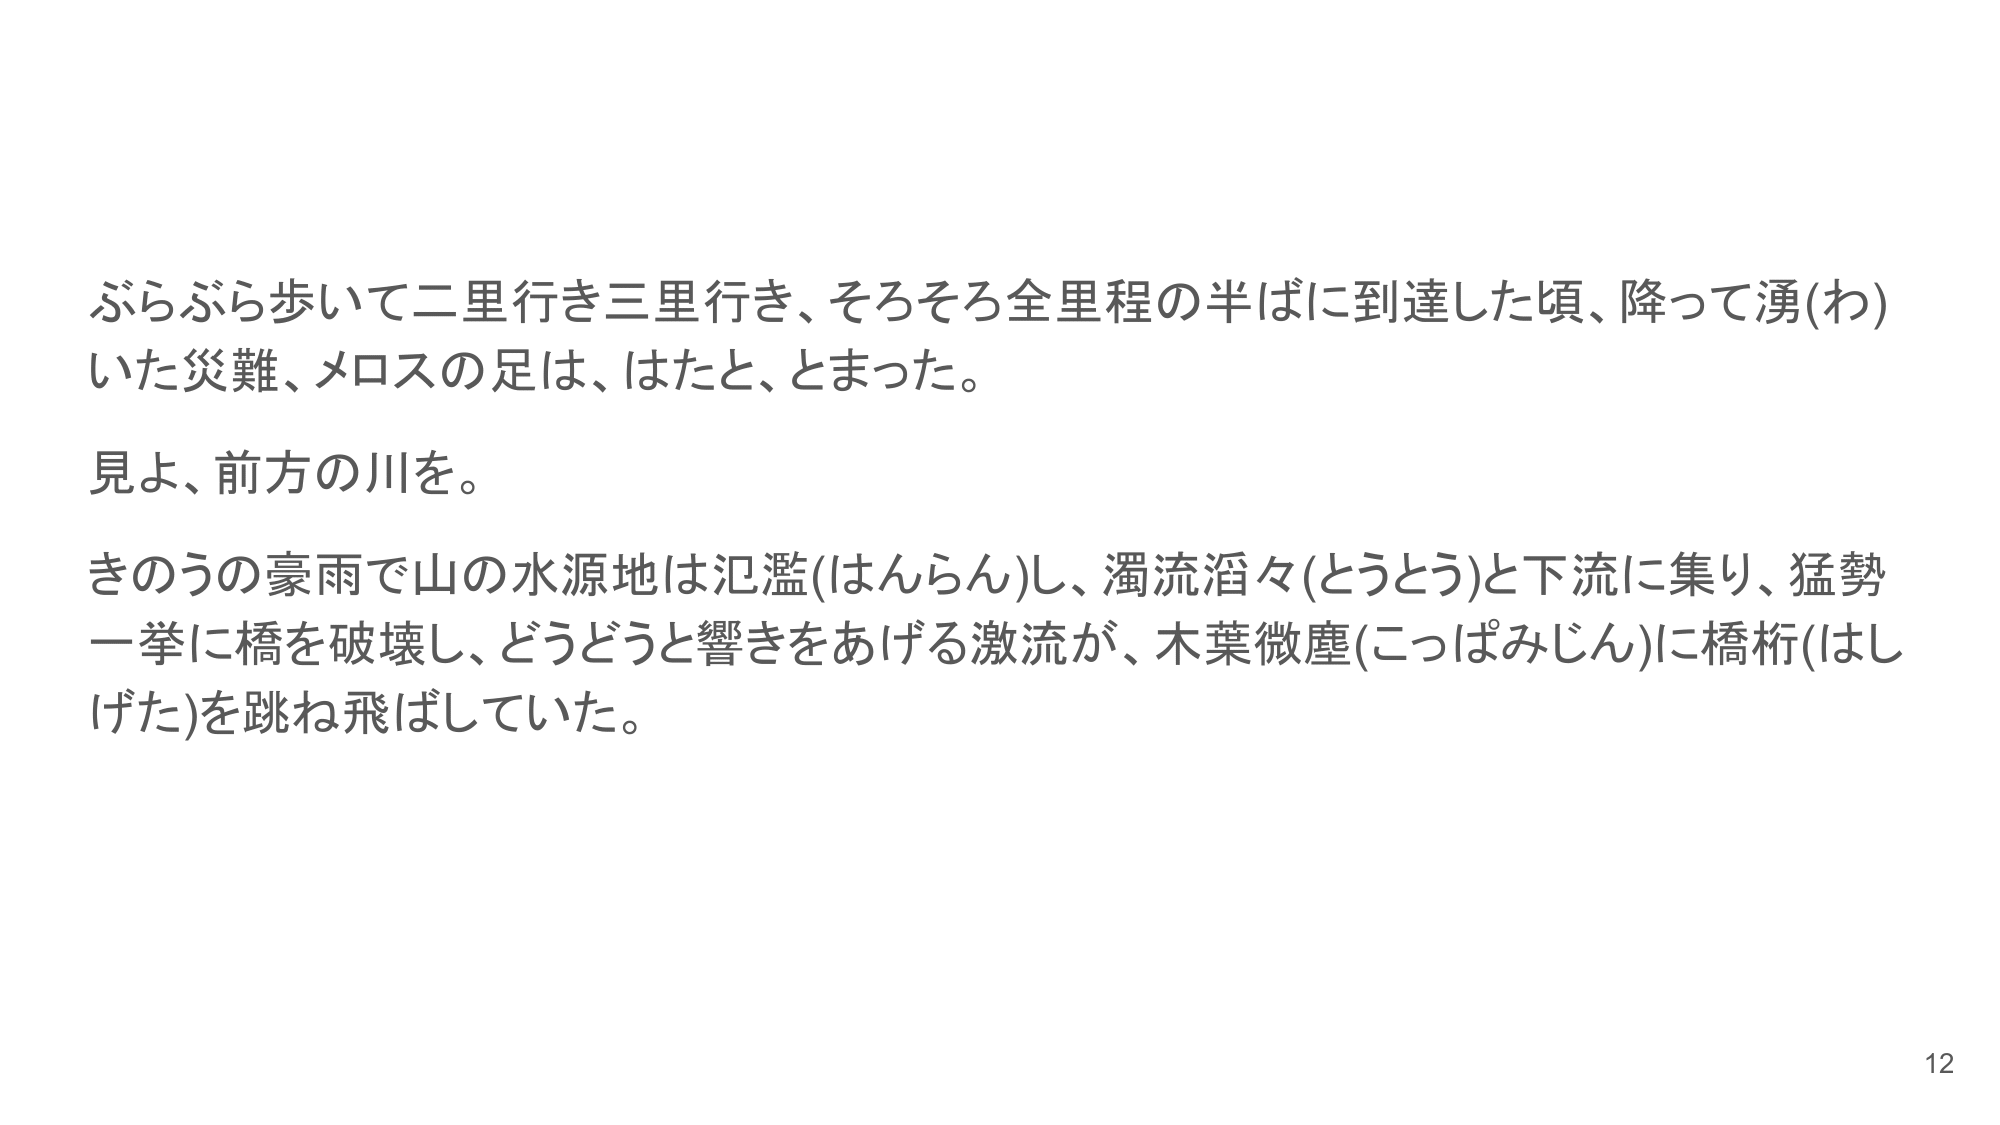 ぶらぶら歩いて二里行き三里行き、そろそろ全里程の半ばに到達した頃、降って湧(わ)
いた災難、メロスの足は、はたと、とまった。
見よ、前方の川を。
きのうの豪雨で山の水源地は氾濫(はんらん)し、濁流滔々(とうとう)と下流に集り、猛勢
一挙に橋を破壊し、どうどうと響きをあげる激流が、木葉微塵(こっぱみじん)に橋桁(はし
げた)を跳ね飛ばしていた。
12